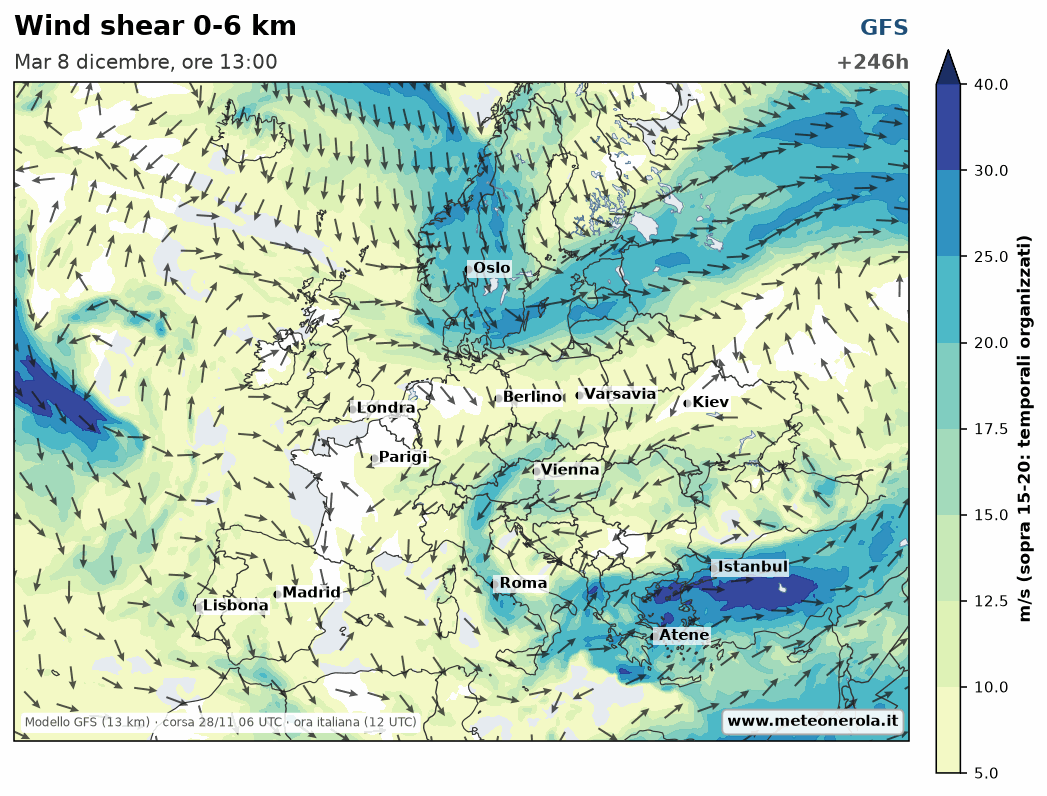 Wind shear 0-6 km
GFS
Mar 8 dicembre, ore 13:00
+246h
40.0
30.0
25.0
20.0
17.5
15.0
12.5
10.0
5.0
m/s (sopra 15-20: temporali organizzati)
Oslo
Berlino
Varsavia
Londra
Kiev
Parigi
Vienna
Istanbul
Roma
Madrid
Lisbona
Atene
Modello GFS (13 km) · corsa 28/11 06 UTC · ora italiana (12 UTC)
www.meteonerola.it